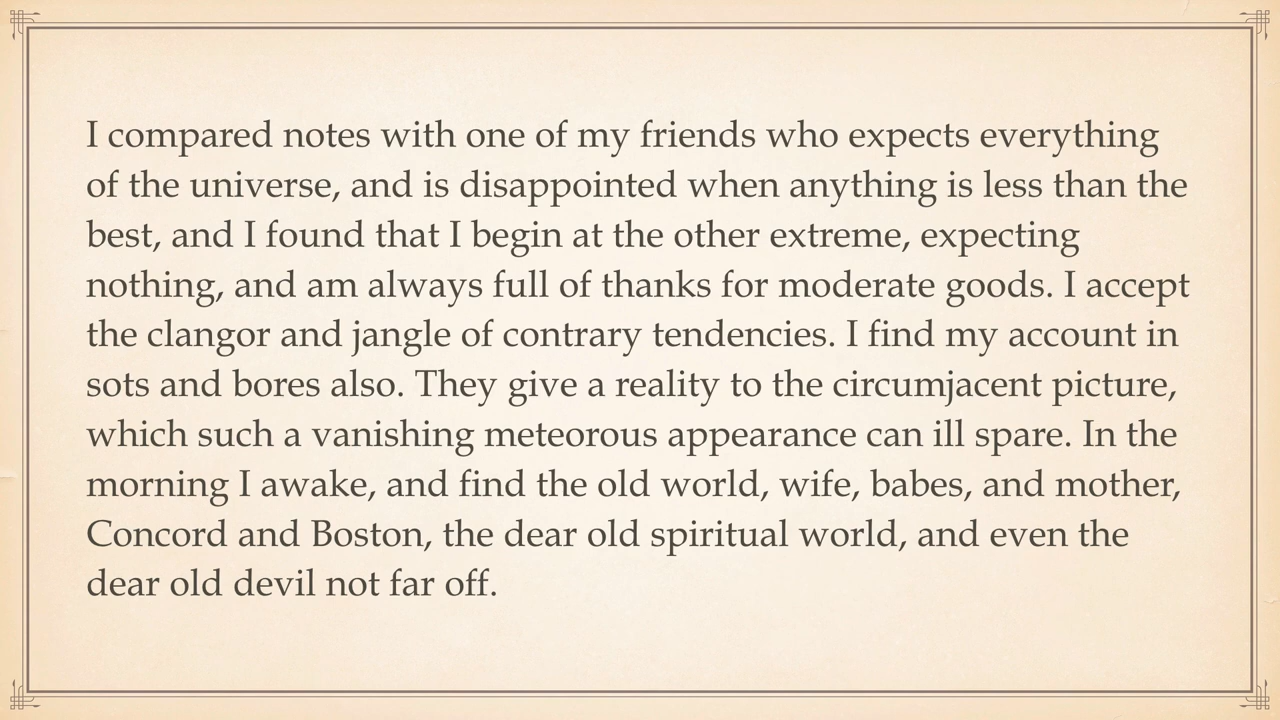 I compared notes with one of my friends who expects everything
of the universe, and is disappointed when anything is less than the
best, and I found that I begin at the other extreme, expecting
nothing, and am always full of thanks for moderate goods. I accept
the clangor and jangle of contrary tendencies. I find my account in
sots and bores also. They give a reality to the circumjacent picture,
which such a vanishing meteorous appearance can ill spare. In the
morning I awake, and find the old world, wife, babes, and mother,
Concord and Boston, the dear old spiritual world, and even the
dear old devil not far off.